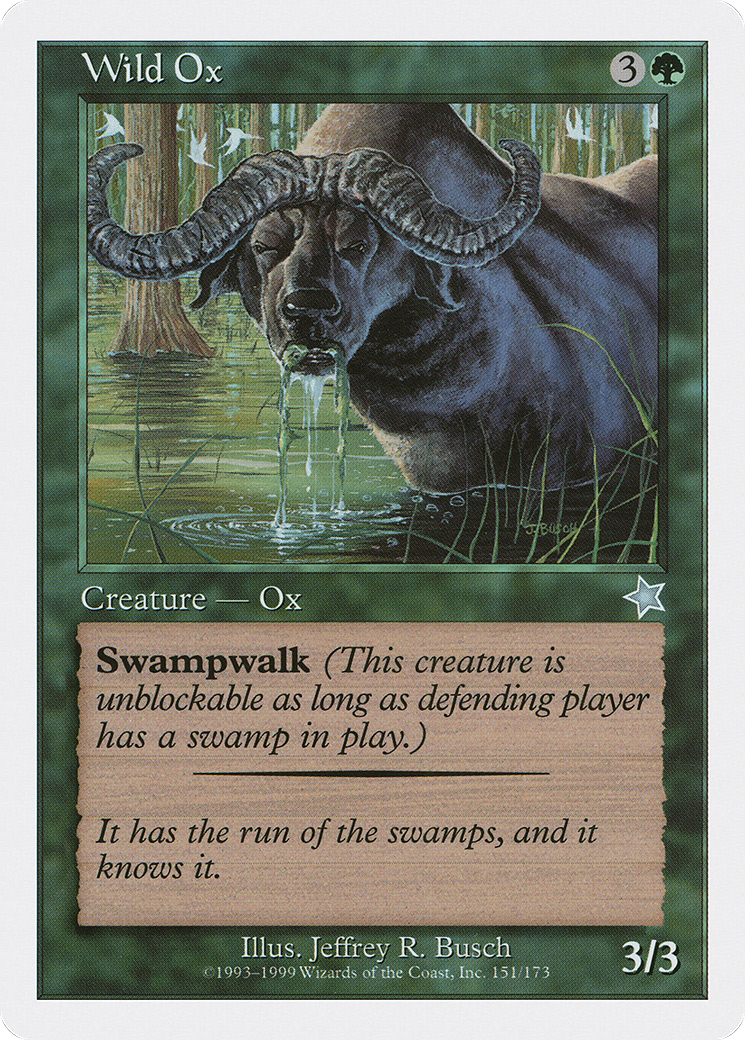 Wild Ox
3
J. BUSCH
Creature — Ox
Swampwalk (This creature is
unblockable as long as defending player
has a swamp in play.)
It has the run of the swamps, and it
knows it.
Illus. Jeffrey R. Busch
©1993–1999 Wizards of the Coast, Inc. 151/173
3/3